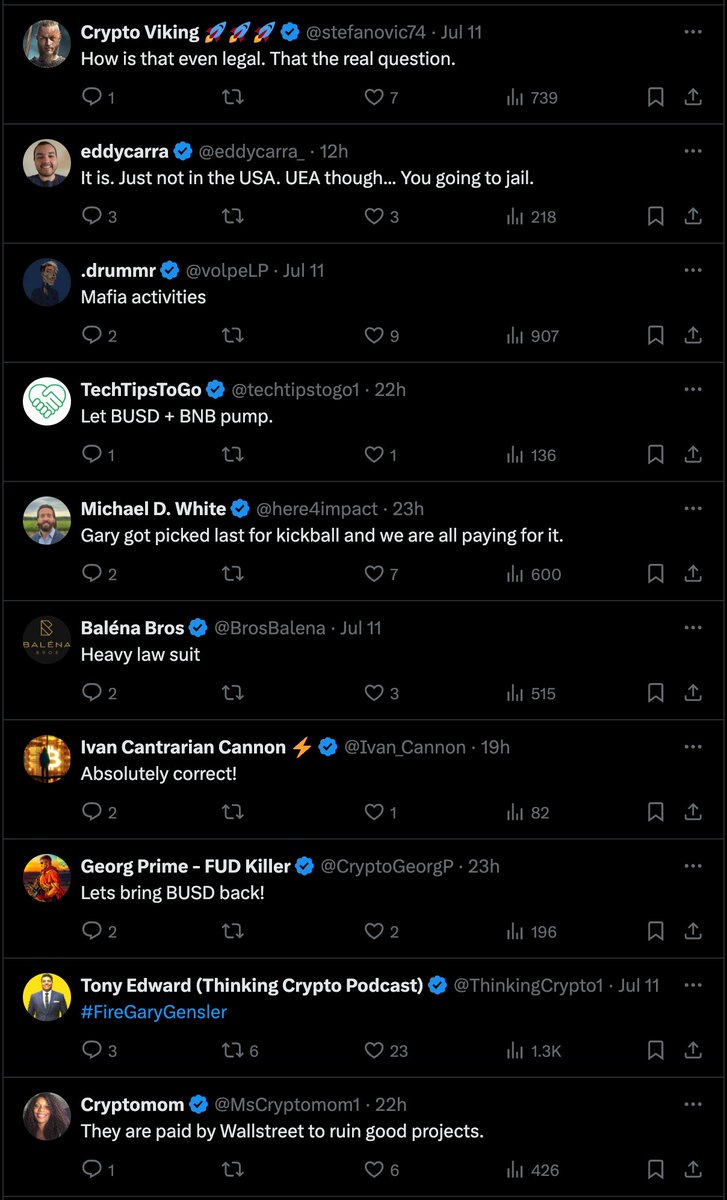 Crypto Viking 🚀🚀🚀 @stefanovic74 · Jul 11
How is that even legal. That the real question.
1 7 739
eddycarra @eddycarra_ · 12h
It is. Just not in the USA. UEA though... You going to jail.
3 3 218
.drummr @volpeLP · Jul 11
Mafia activities
2 9 907
TechTipsToGo @techtipstogo1 · 22h
Let BUSD + BNB pump.
1 1 136
Michael D. White @here4impact · 23h
Gary got picked last for kickball and we are all paying for it.
2 7 600
BALÉNA
BROS
Baléna Bros @BrosBalena · Jul 11
Heavy law suit
2 3 515
Ivan Cantrarian Cannon ⚡ @Ivan_Cannon · 19h
Absolutely correct!
2 1 82
Georg Prime - FUD Killer @CryptoGeorgP · 23h
Lets bring BUSD back!
2 2 196
Tony Edward (Thinking Crypto Podcast) @ThinkingCrypto1 · Jul 11
#FireGaryGensler
3 6 23 1.3K
Cryptomom @MsCryptomom1 · 22h
They are paid by Wallstreet to ruin good projects.
1 6 426